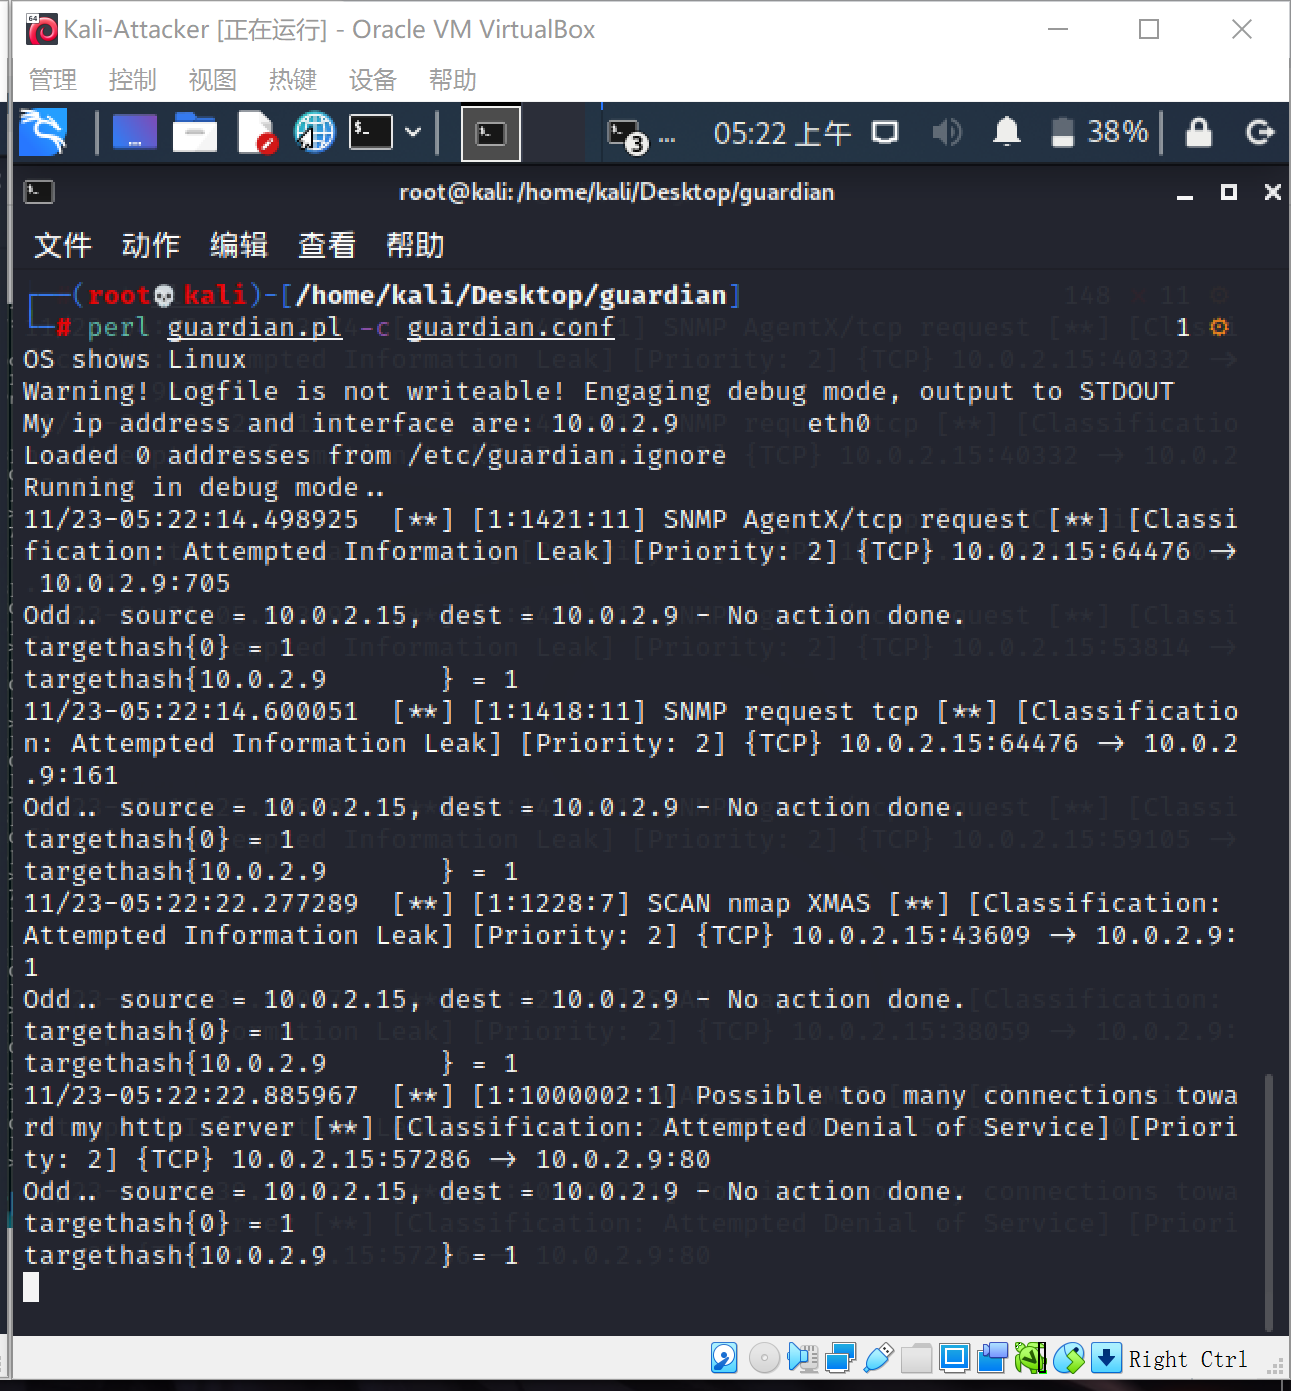 Kali-Attacker [正在运行] - Oracle VM VirtualBox
管理 控制 视图 热键 设备 帮助
3 ... 05:22 上午 38%
root@kali:/home/kali/Desktop/guardian
文件 动作 编辑 查看 帮助
┌──(root💀kali)-[/home/kali/Desktop/guardian]
└─# perl guardian.pl -c guardian.conf 1 ⚙
OS shows Linux
Warning! Logfile is not writeable! Engaging debug mode, output to STDOUT
My ip address and interface are: 10.0.2.9 eth0
Loaded 0 addresses from /etc/guardian.ignore
Running in debug mode..
11/23-05:22:14.498925 [**] [1:1421:11] SNMP AgentX/tcp request [**] [Classi
fication: Attempted Information Leak] [Priority: 2] {TCP} 10.0.2.15:64476 ->
10.0.2.9:705
Odd.. source = 10.0.2.15, dest = 10.0.2.9 - No action done.
targethash{0} = 1
targethash{10.0.2.9 } = 1
11/23-05:22:14.600051 [**] [1:1418:11] SNMP request tcp [**] [Classificatio
n: Attempted Information Leak] [Priority: 2] {TCP} 10.0.2.15:64476 -> 10.0.2
.9:161
Odd.. source = 10.0.2.15, dest = 10.0.2.9 - No action done.
targethash{0} = 1
targethash{10.0.2.9 } = 1
11/23-05:22:22.277289 [**] [1:1228:7] SCAN nmap XMAS [**] [Classification:
Attempted Information Leak] [Priority: 2] {TCP} 10.0.2.15:43609 -> 10.0.2.9:
1
Odd.. source = 10.0.2.15, dest = 10.0.2.9 - No action done.
targethash{0} = 1
targethash{10.0.2.9 } = 1
11/23-05:22:22.885967 [**] [1:1000002:1] Possible too many connections towa
rd my http server [**] [Classification: Attempted Denial of Service] [Priori
ty: 2] {TCP} 10.0.2.15:57286 -> 10.0.2.9:80
Odd.. source = 10.0.2.15, dest = 10.0.2.9 - No action done.
targethash{0} = 1
targethash{10.0.2.9 } = 1
Right Ctrl